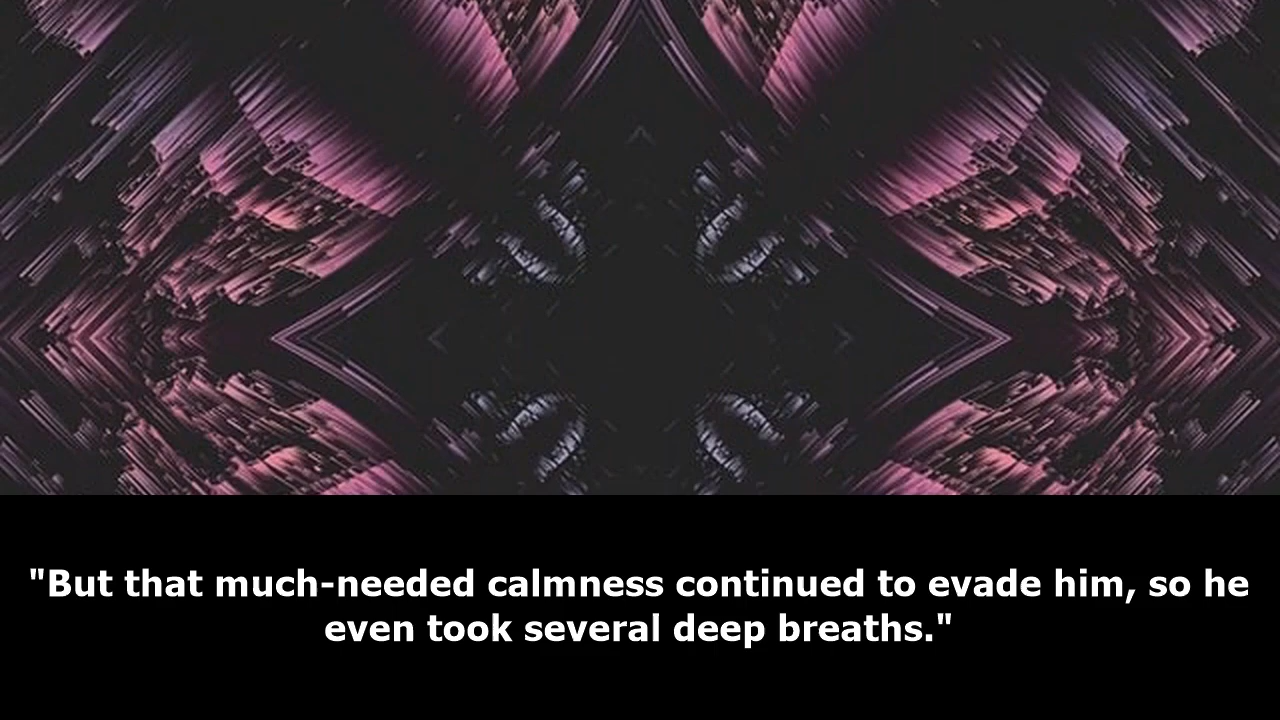 "But that much-needed calmness continued to evade him, so he
even took several deep breaths."